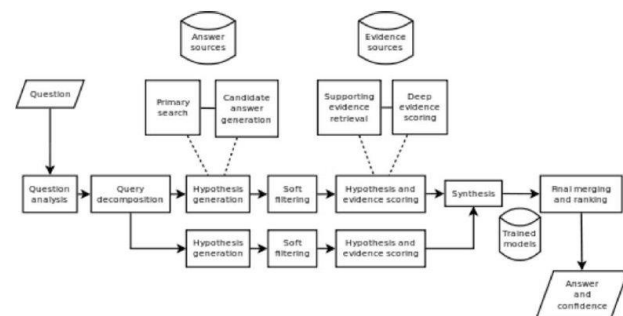 Answer
sources
Evidence
sources
Question
Primary
search
Candidate
answer
generation
Supporting
evidence
retrieval
Deep
evidence
scoring
Question
analysis
Query
decomposition
Hypothesis
generation
Soft
filtering
Hypothesis and
evidence scoring
Synthesis
Final merging
and ranking
Trained
models
Hypothesis
generation
Soft
filtering
Hypothesis and
evidence scoring
Answer
and
confidence